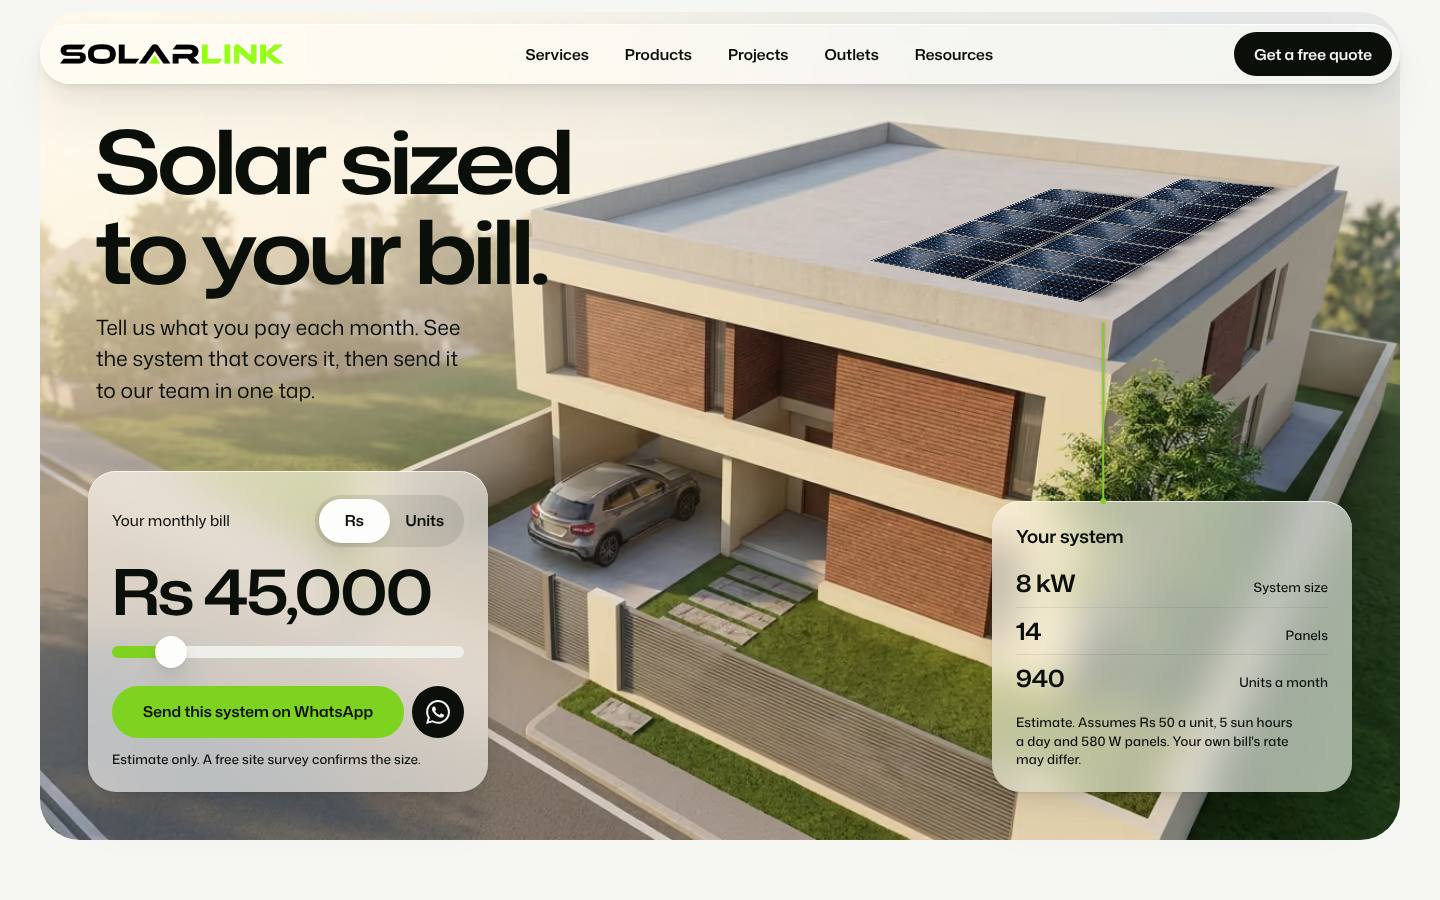 SOLARLINK
Services
Products
Projects
Outlets
Resources
Get a free quote
Solar sized
to your bill.
Tell us what you pay each month. See
the system that covers it, then send it
to our team in one tap.
Your monthly bill
Rs
Units
Rs 45,000
Send this system on WhatsApp
Estimate only. A free site survey confirms the size.
Your system
8 kW
System size
14
Panels
940
Units a month
Estimate. Assumes Rs 50 a unit, 5 sun hours
a day and 580 W panels. Your own bill's rate
may differ.